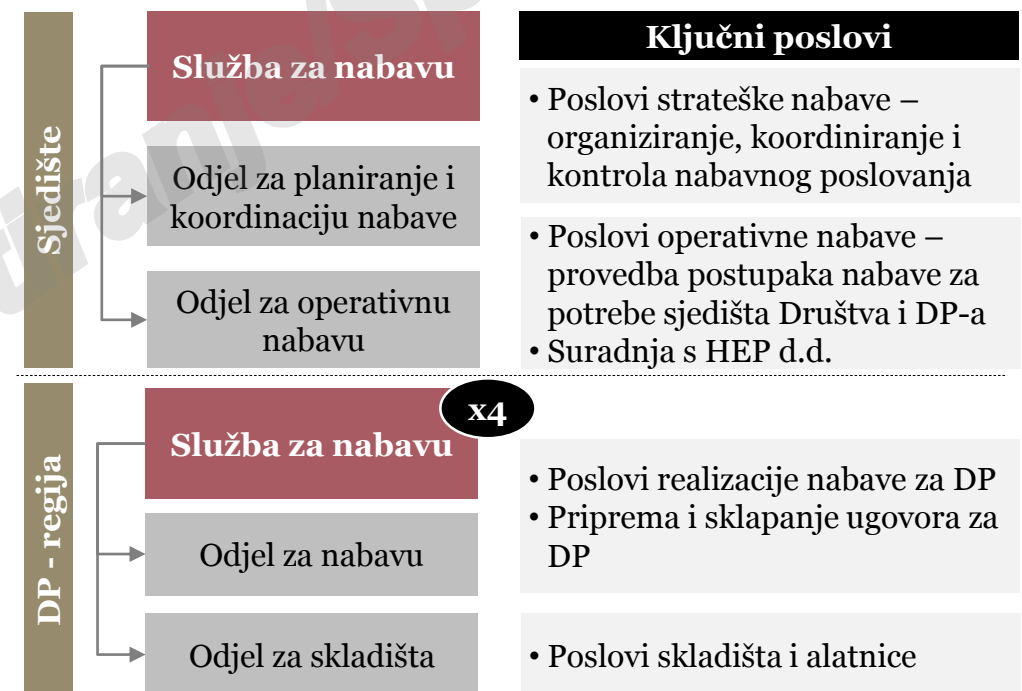 Sjedište
Služba za nabavu
Odjel za planiranje i
koordinaciju nabave
Odjel za operativnu
nabavu
Ključni poslovi
• Poslovi strateške nabave –
organiziranje, koordiniranje i
kontrola nabavnog poslovanja
• Poslovi operativne nabave –
provedba postupaka nabave za
potrebe sjedišta Društva i DP-a
• Suradnja s HEP d.d.
DP - regija
x4
Služba za nabavu
Odjel za nabavu
Odjel za skladišta
• Poslovi realizacije nabave za DP
• Priprema i sklapanje ugovora za
DP
• Poslovi skladišta i alatnice